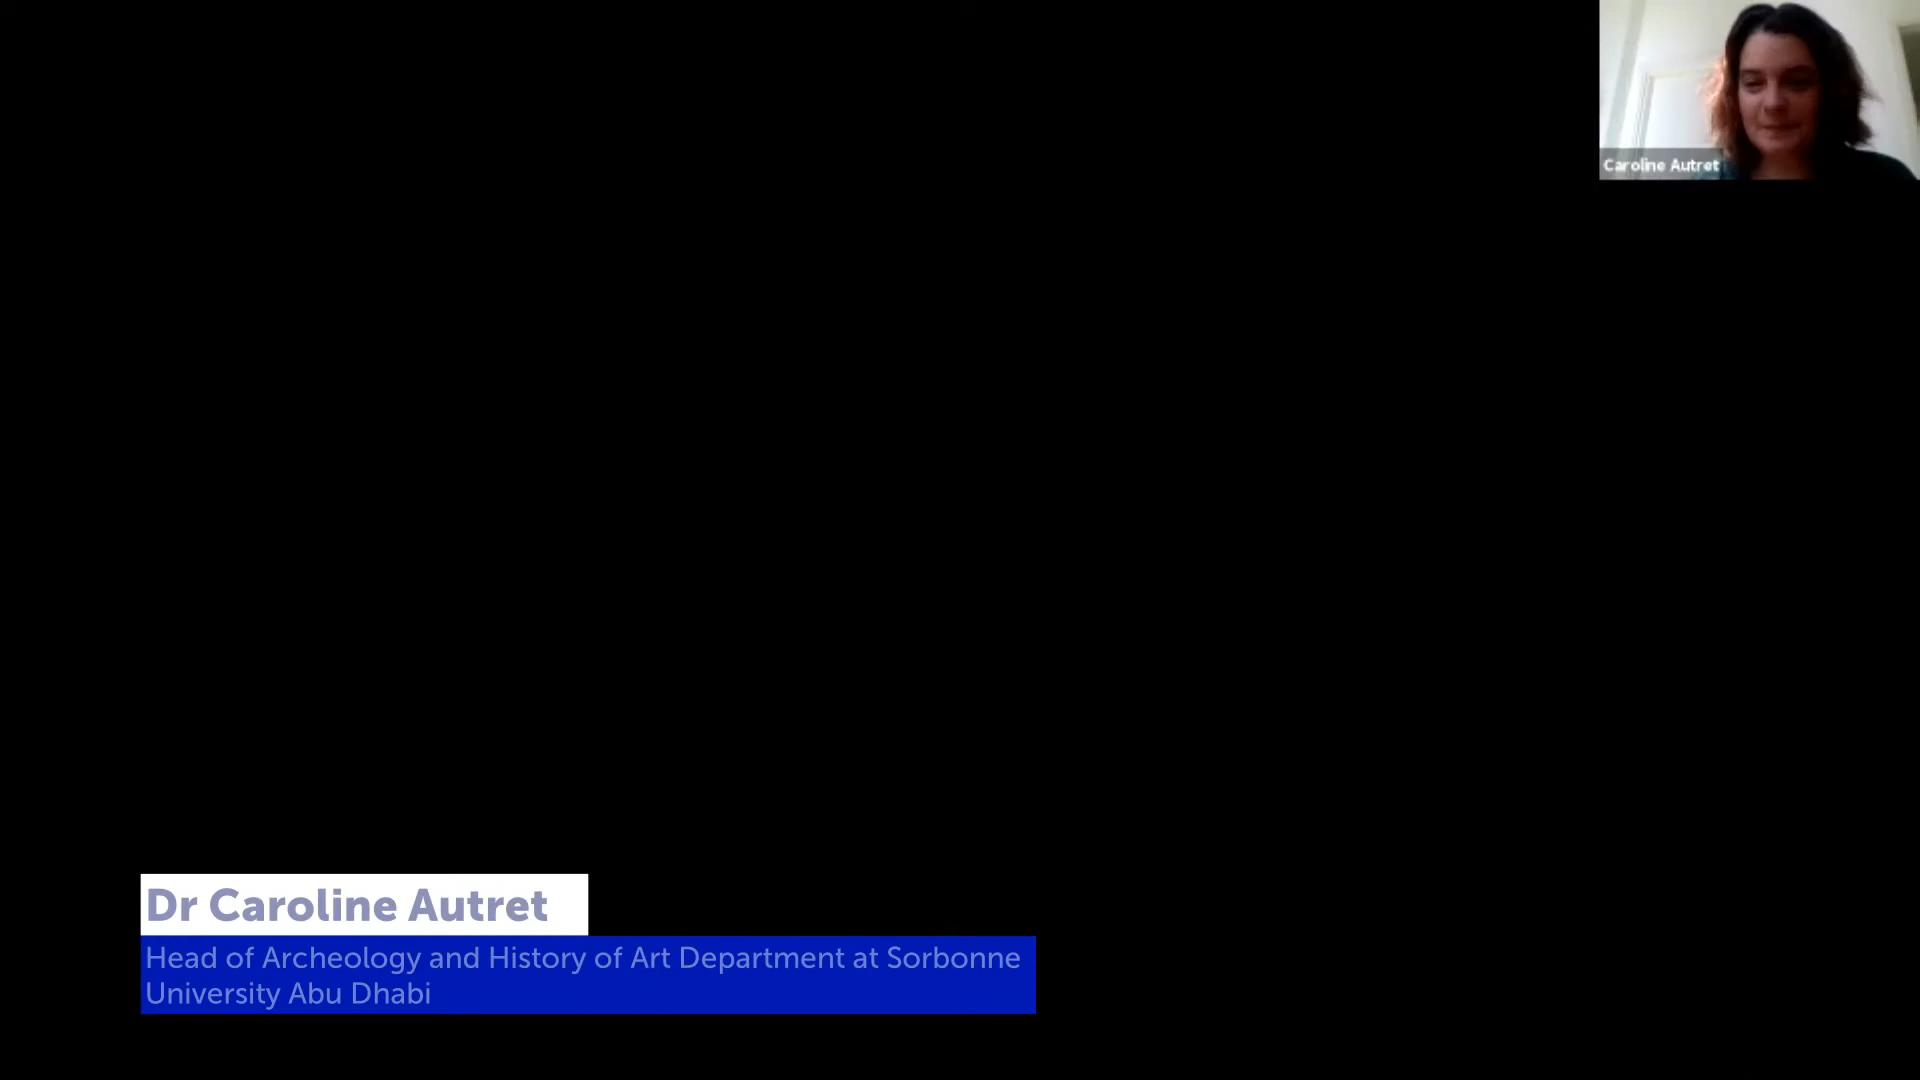 Caroline Autret
Dr Caroline Autret
Head of Archeology and History of Art Department at Sorbonne
University Abu Dhabi